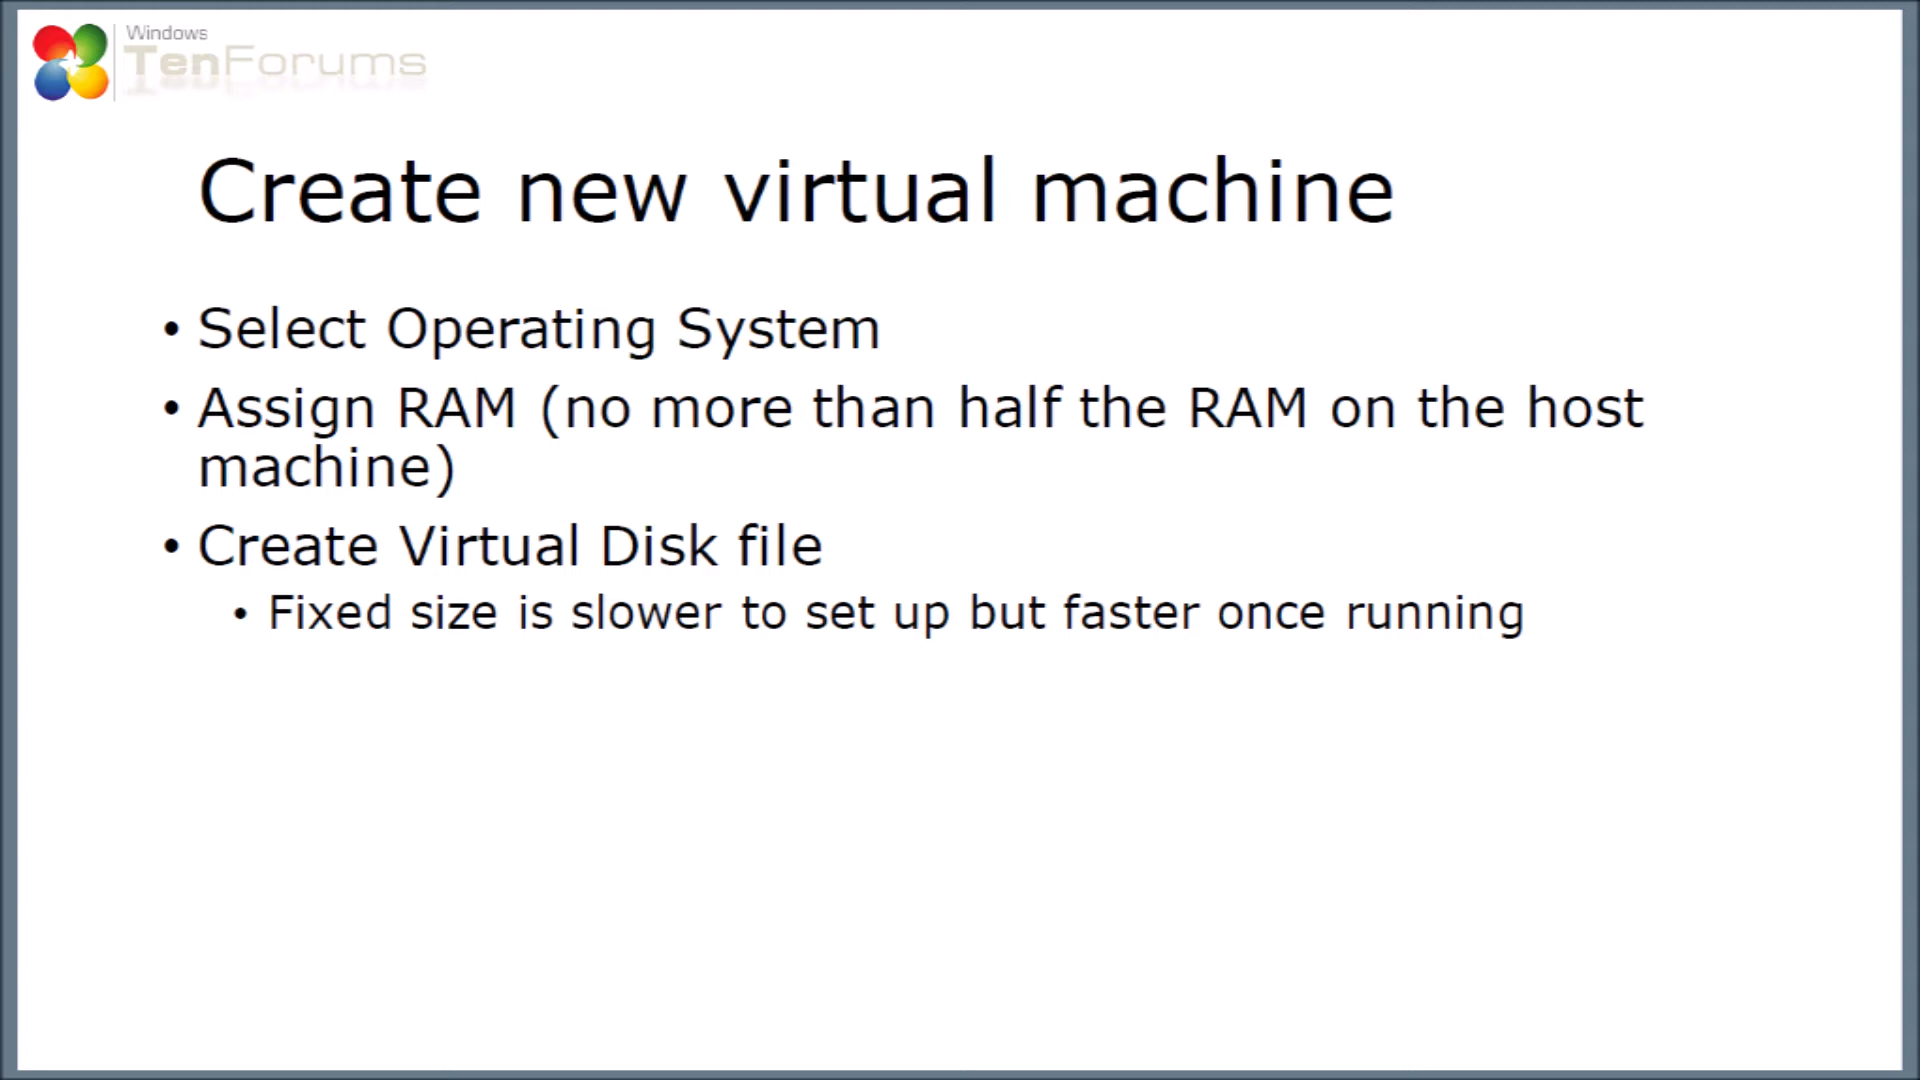 Windows
TenForums
Create new virtual machine
• Select Operating System
• Assign RAM (no more than half the RAM on the host
machine)
• Create Virtual Disk file
• Fixed size is slower to set up but faster once running